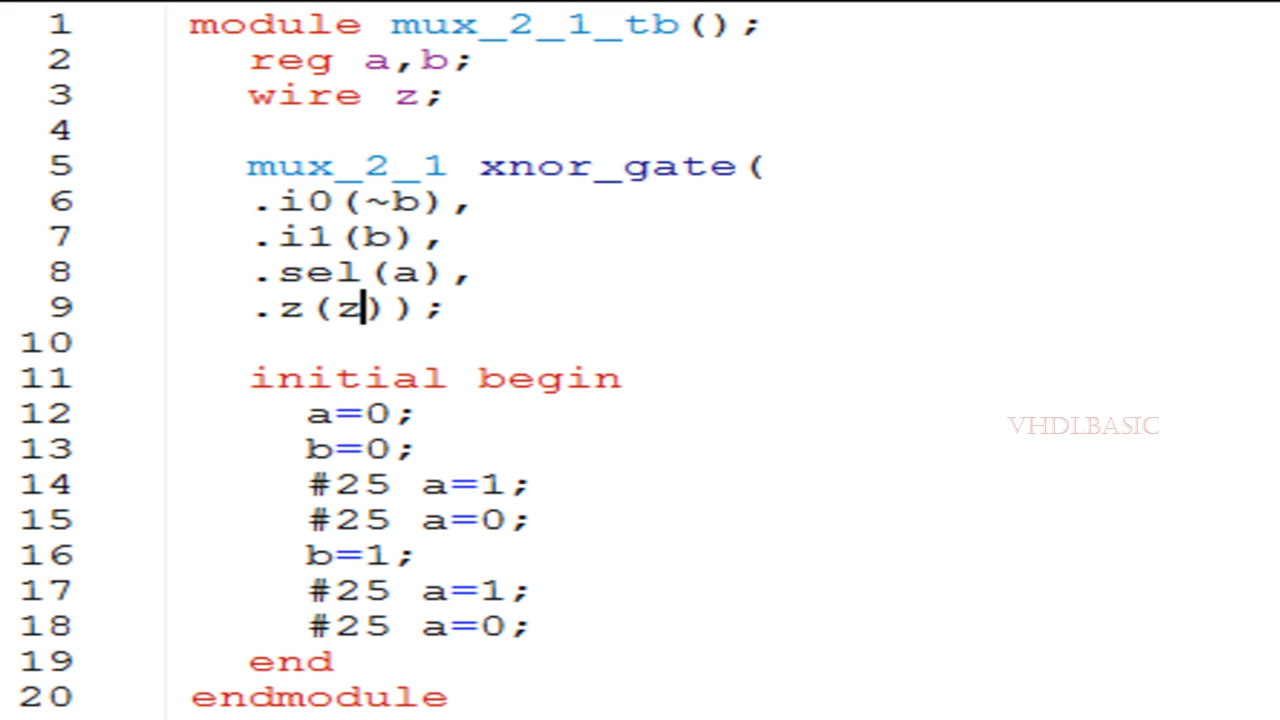 1 module mux_2_1_tb();
2 reg a,b;
3 wire z;
4
5 mux_2_1 xnor_gate(
6 .i0(~b),
7 .i1(b),
8 .sel(a),
9 .z(z));
10
11 initial begin
12 a=0;
13 b=0;
14 #25 a=1;
15 #25 a=0;
16 b=1;
17 #25 a=1;
18 #25 a=0;
19 end
20 endmodule
VHDLBASIC